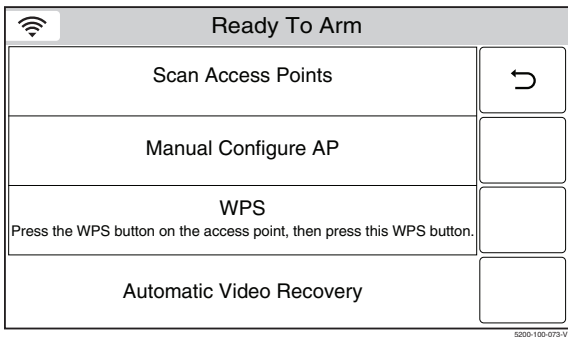 Ready To Arm
Scan Access Points
Manual Configure AP
WPS
Press the WPS button on the access point, then press this WPS button.
Automatic Video Recovery
5200-100-073-V